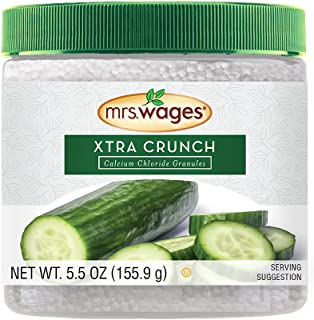 mrs.wages®
XTRA CRUNCH
Calcium Chloride Granules
NET WT. 5.5 OZ (155.9 g)
SERVING
SUGGESTION